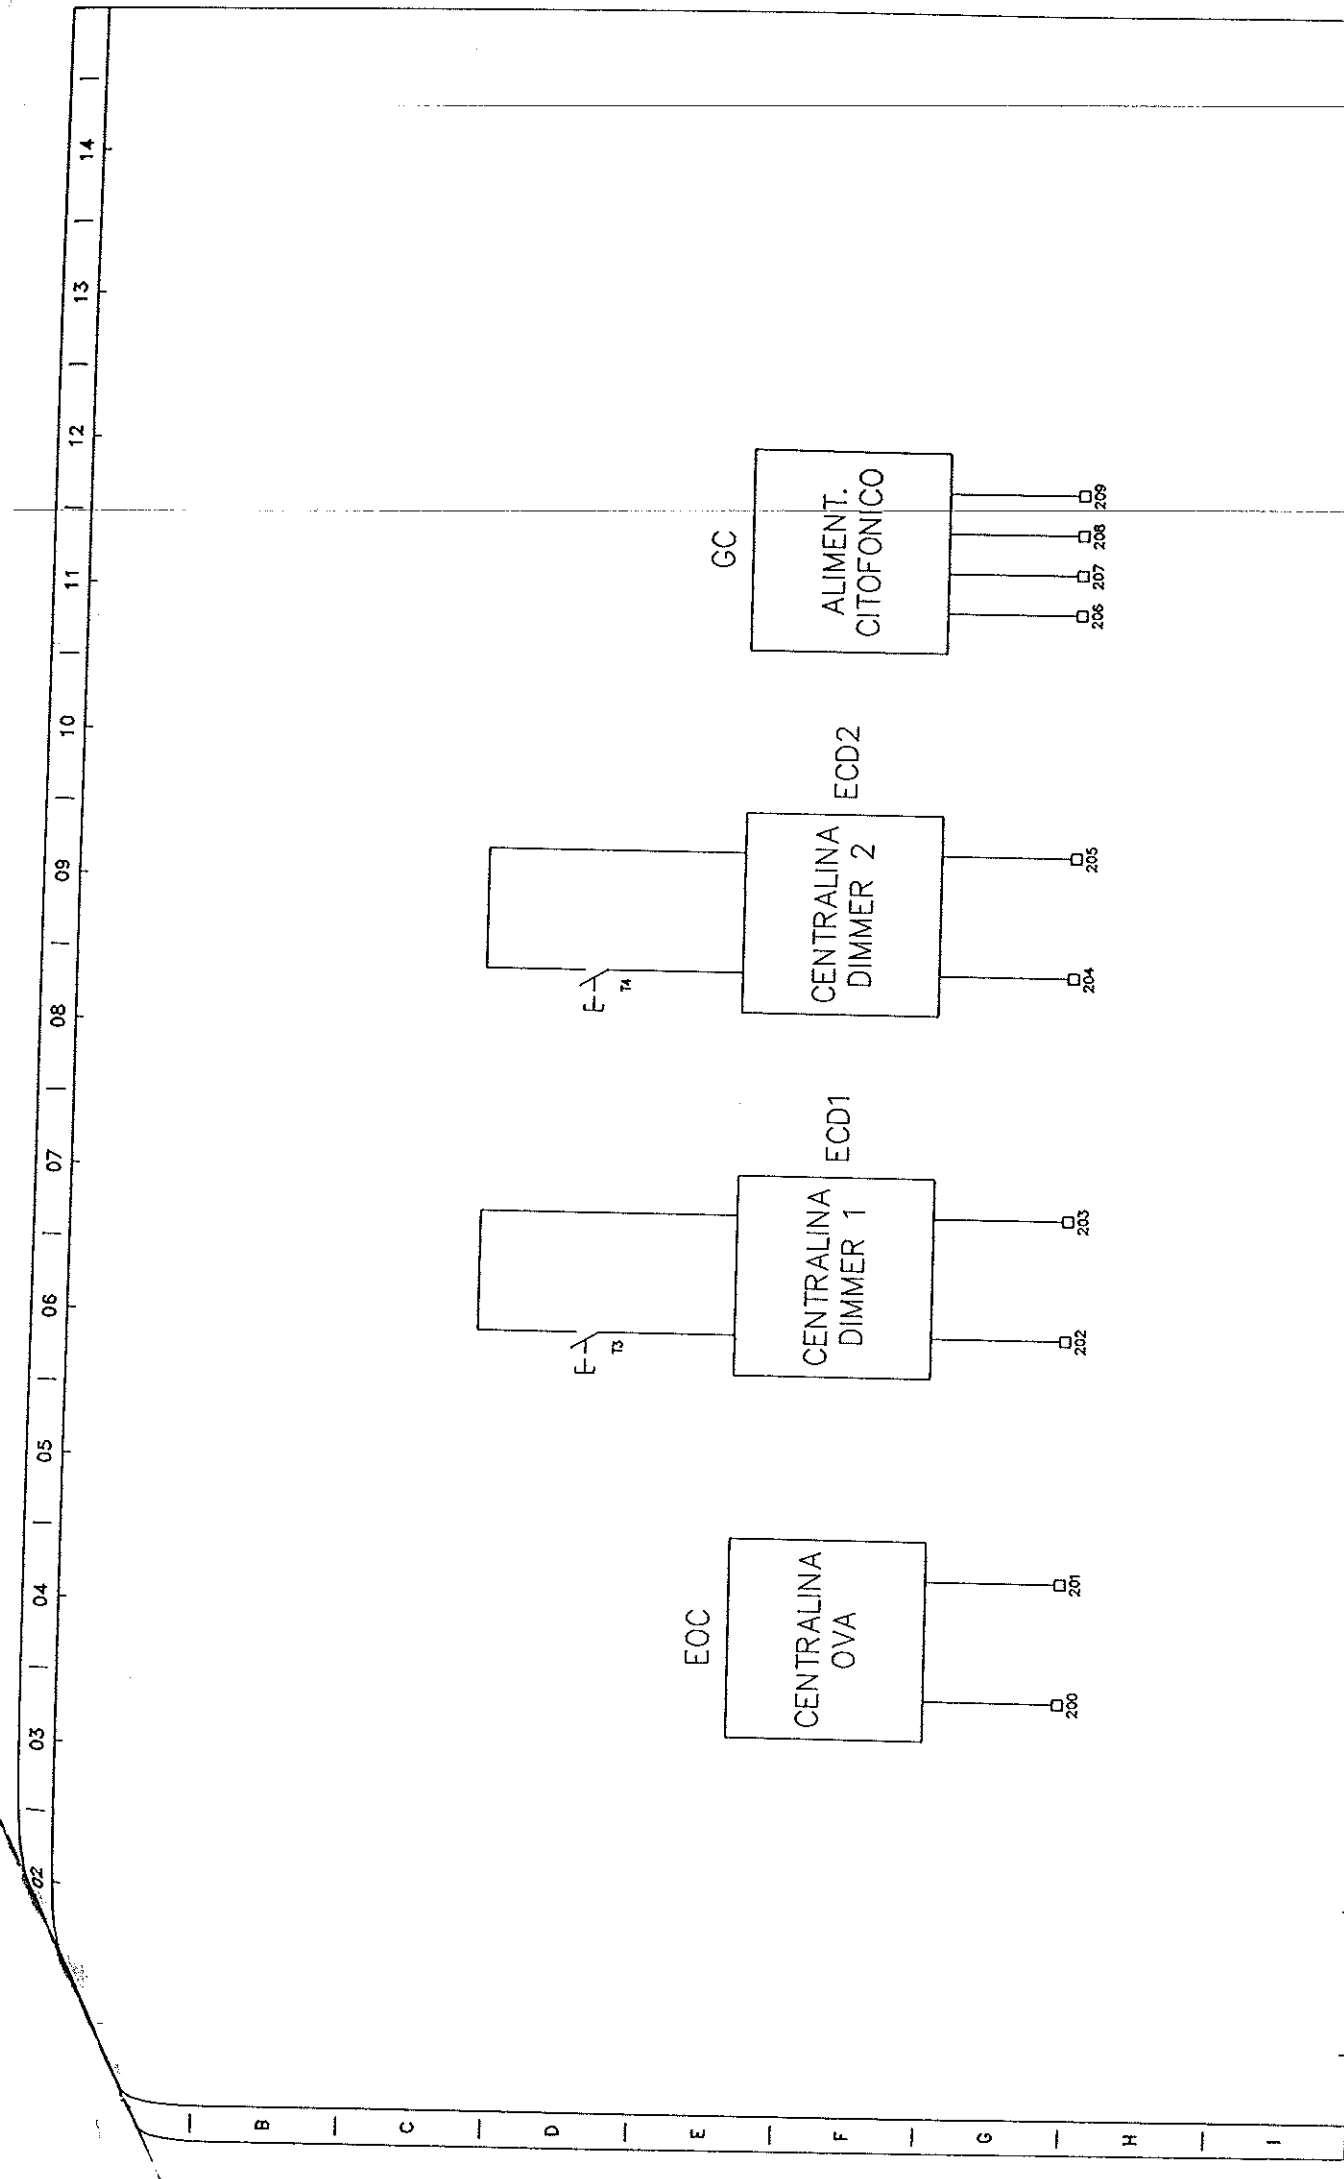 02 | 03 | 04 | 05 | 06 | 07 | 08 | 09 | 10 | 11 | 12 | 13 | 14 |
B
C
D
E
F
G
H
I
EOC
CENTRALINA
OVA
200
201
T3
CENTRALINA
DIMMER 1
ECD1
202
203
T4
CENTRALINA
DIMMER 2
ECD2
204
205
GC
ALIMENT.
CITOFONICO
206
207
208
209